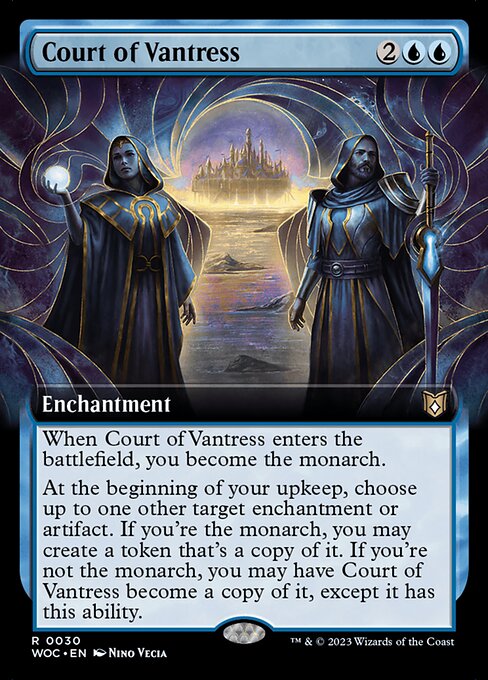 Court of Vantress 2
Enchantment
When Court of Vantress enters the
battlefield, you become the monarch.
At the beginning of your upkeep, choose
up to one other target enchantment or
artifact. If you're the monarch, you may
create a token that's a copy of it. If you're
not the monarch, you may have Court of
Vantress become a copy of it, except it has
this ability.
R 0030
WOC • EN Nino Vecia
™ & © 2023 Wizards of the Coast